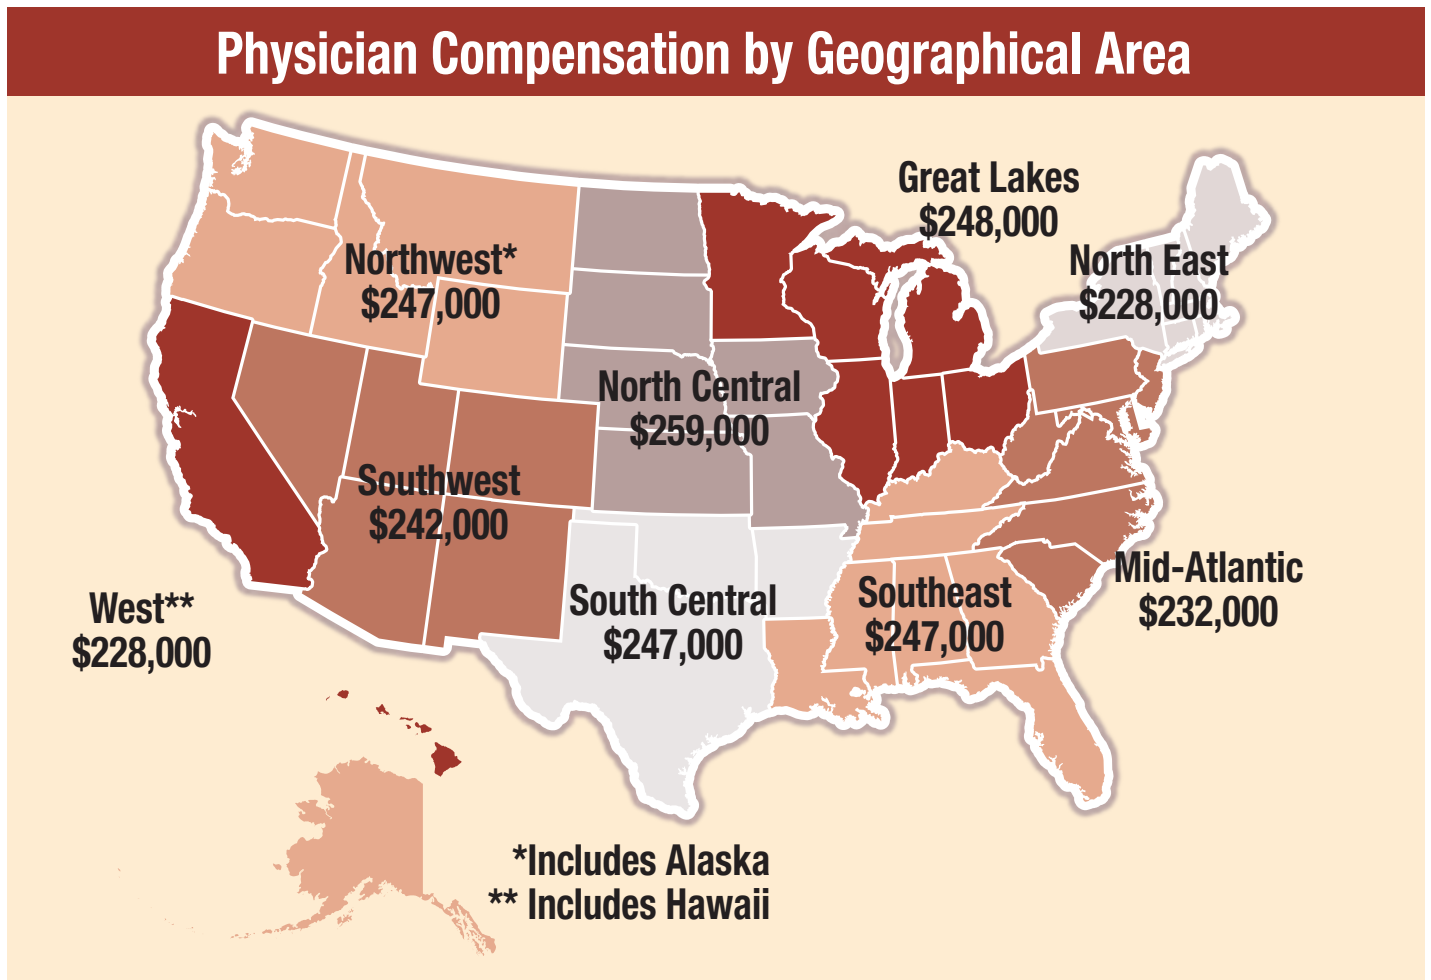 Physician Compensation by Geographical Area
Great Lakes
$248,000
Northwest*
$247,000
North East
$228,000
North Central
$259,000
Southwest
$242,000
Mid-Atlantic
$232,000
West**
$228,000
South Central
$247,000
Southeast
$247,000
*Includes Alaska
** Includes Hawaii